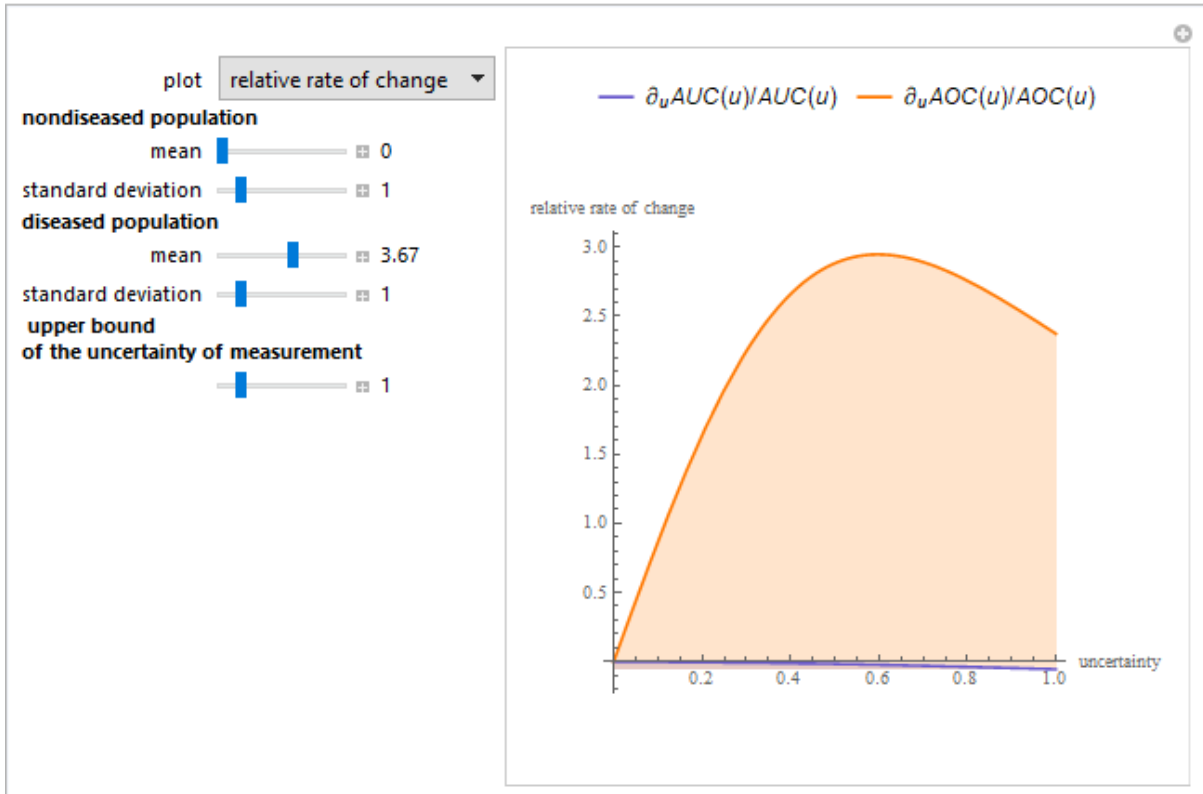 plot relative rate of change
nondiseased population
mean 0
standard deviation 1
diseased population
mean 3.67
standard deviation 1
upper bound
of the uncertainty of measurement
1
∂uAUC(u)/AUC(u) ∂uAOC(u)/AOC(u)
relative rate of change
3.0
2.5
2.0
1.5
1.0
0.5
uncertainty
0.2 0.4 0.6 0.8 1.0